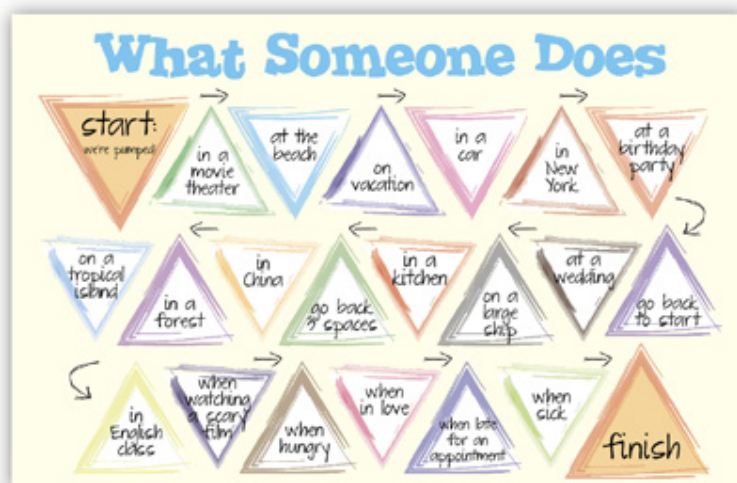 What Someone Does
start:
we're pumped!
in a
movie
theater
at the
beach
on
vacation
in a
car
in
New
York
at a
birthday
party
go back
to start
at a
wedding
on a
large
ship
in a
kitchen
go back
3 spaces
in
China
in a
forest
on a
tropical
island
in
English
class
when
watching
a scary
film
when
hungry
when
in love
when late
for an
appointment
when
sick
finish